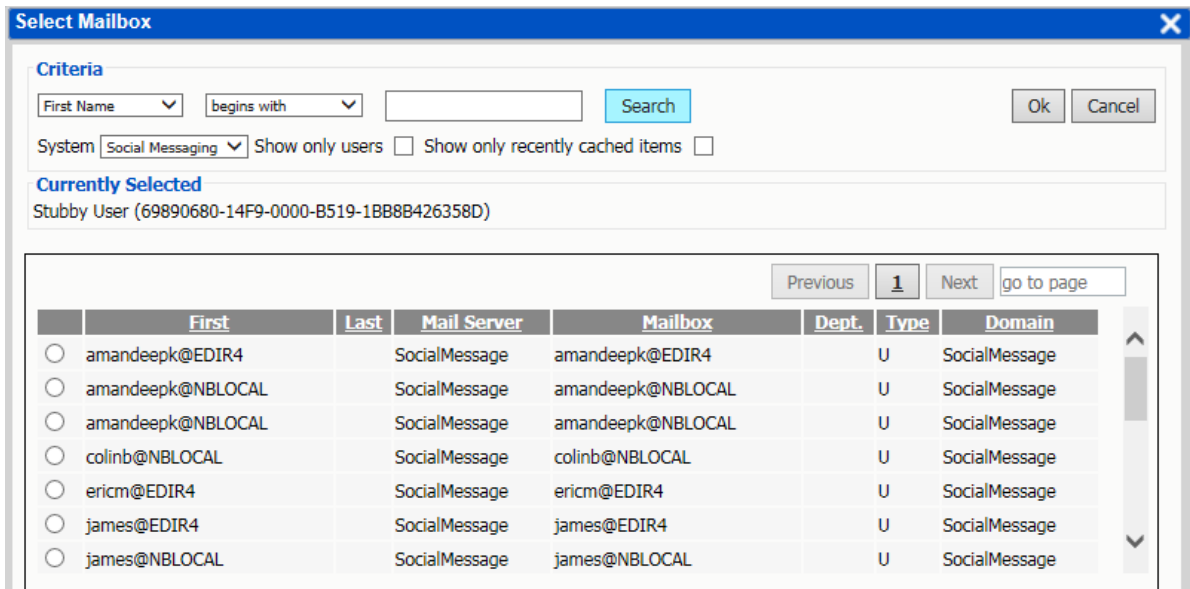 Select Mailbox
Criteria
First Name begins with Search Ok Cancel
System Social Messaging Show only users Show only recently cached items
Currently Selected
Stubby User (69890680-14F9-0000-B519-1BB8B426358D)
Previous 1 Next go to page
First Last Mail Server Mailbox Dept. Type Domain
amandeepk@EDIR4 SocialMessage amandeepk@EDIR4 U SocialMessage
amandeepk@NBLOCAL SocialMessage amandeepk@NBLOCAL U SocialMessage
amandeepk@NBLOCAL SocialMessage amandeepk@NBLOCAL U SocialMessage
colinb@NBLOCAL SocialMessage colinb@NBLOCAL U SocialMessage
ericm@EDIR4 SocialMessage ericm@EDIR4 U SocialMessage
james@EDIR4 SocialMessage james@EDIR4 U SocialMessage
james@NBLOCAL SocialMessage james@NBLOCAL U SocialMessage